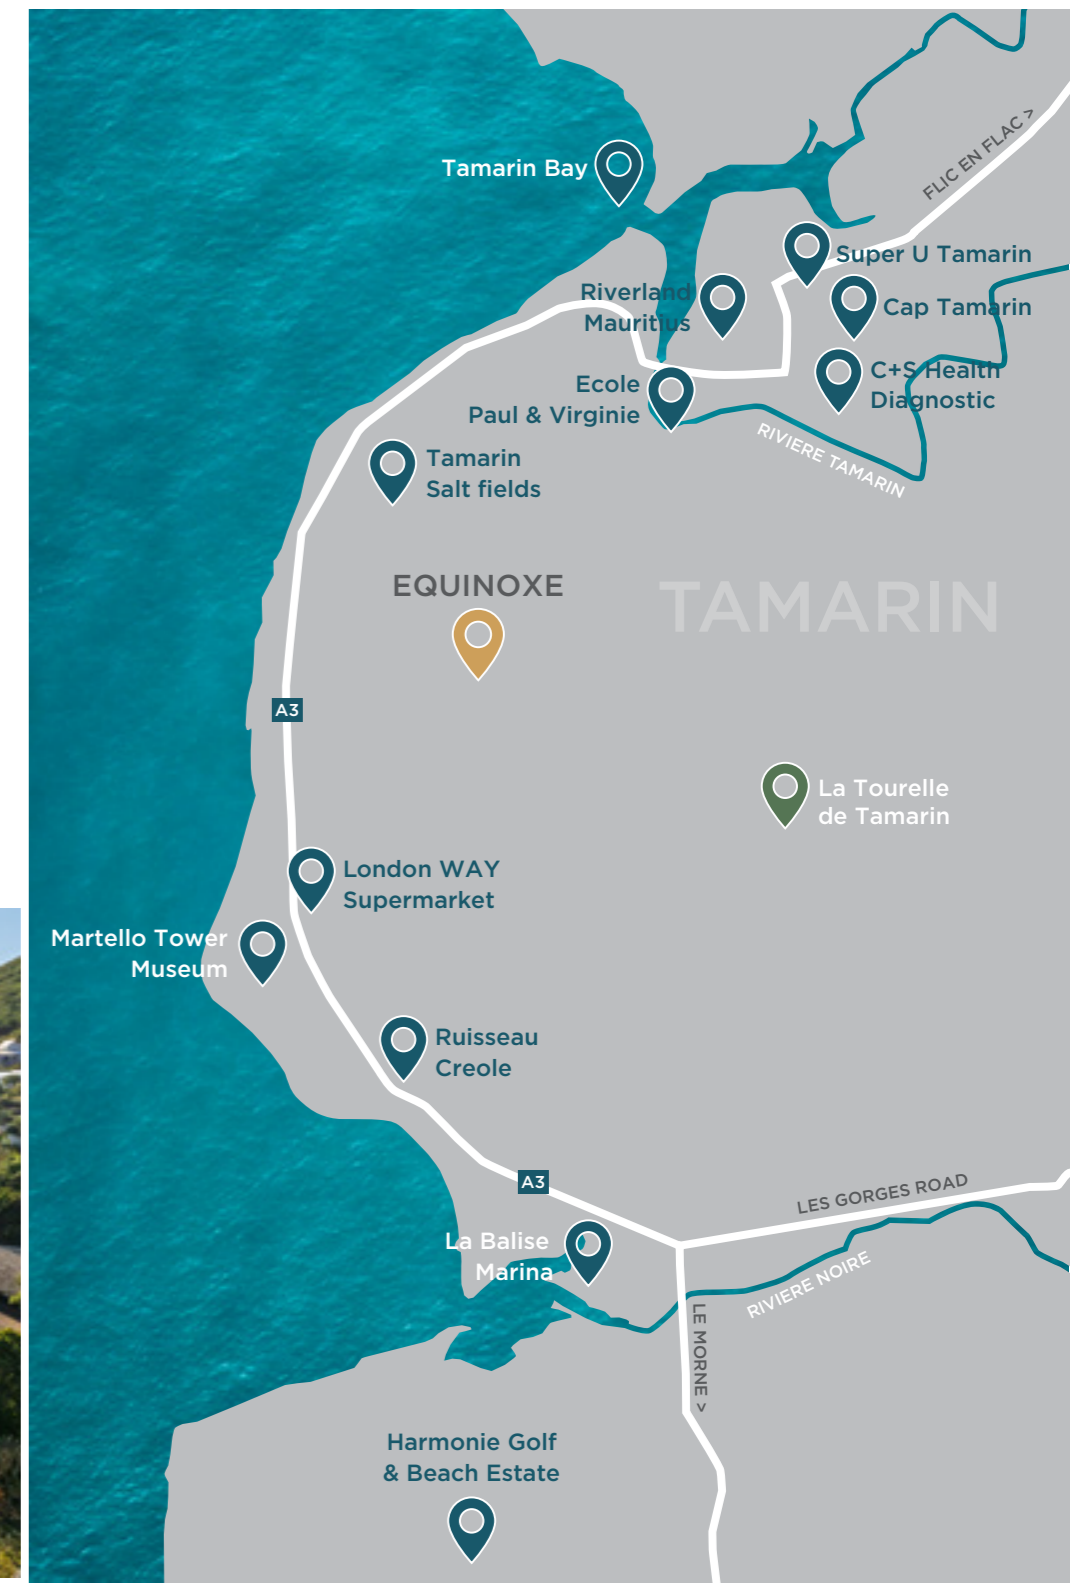 Tamarin Bay
FLIC EN FLAC >
Super U Tamarin
Riverland
Mauritius
Cap Tamarin
Ecole
Paul & Virginie
C+S Health
Diagnostic
RIVIERE TAMARIN
Tamarin
Salt fields
EQUINOXE
TAMARIN
A3
La Tourelle
de Tamarin
London WAY
Supermarket
Martello Tower
Museum
Ruisseau
Creole
A3
LES GORGES ROAD
La Balise
Marina
RIVIERE NOIRE
LE MORNE >
Harmonie Golf
& Beach Estate